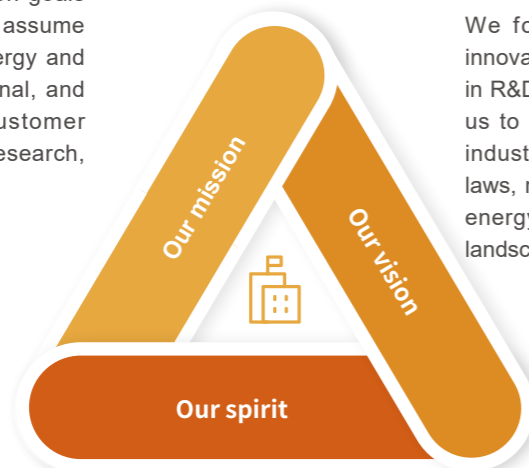 goals
assume
ergy and
nal, and
ustomer
esearch,
We fo
innova
in R&D
us to
indust
laws, r
energy
landsc
Our mission
Our vision
Our spirit